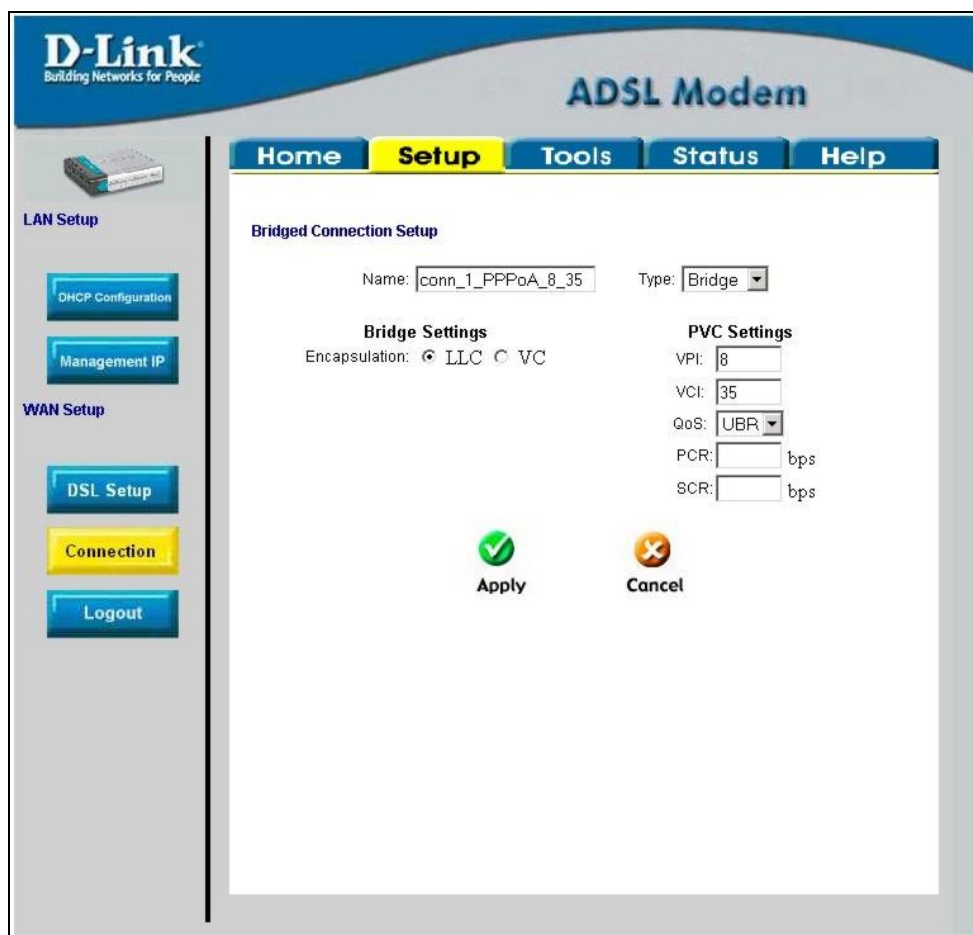 D-Link
Building Networks for People
ADSL Modem
Home Setup Tools Status Help
LAN Setup
DHCP Configuration
Management IP
WAN Setup
DSL Setup
Connection
Logout
Bridged Connection Setup
Name: conn_1_PPPoA_8_35 Type: Bridge
Bridge Settings
Encapsulation: LLC VC
PVC Settings
VPI: 8
VCI: 35
QoS: UBR
PCR: bps
SCR: bps
Apply Cancel